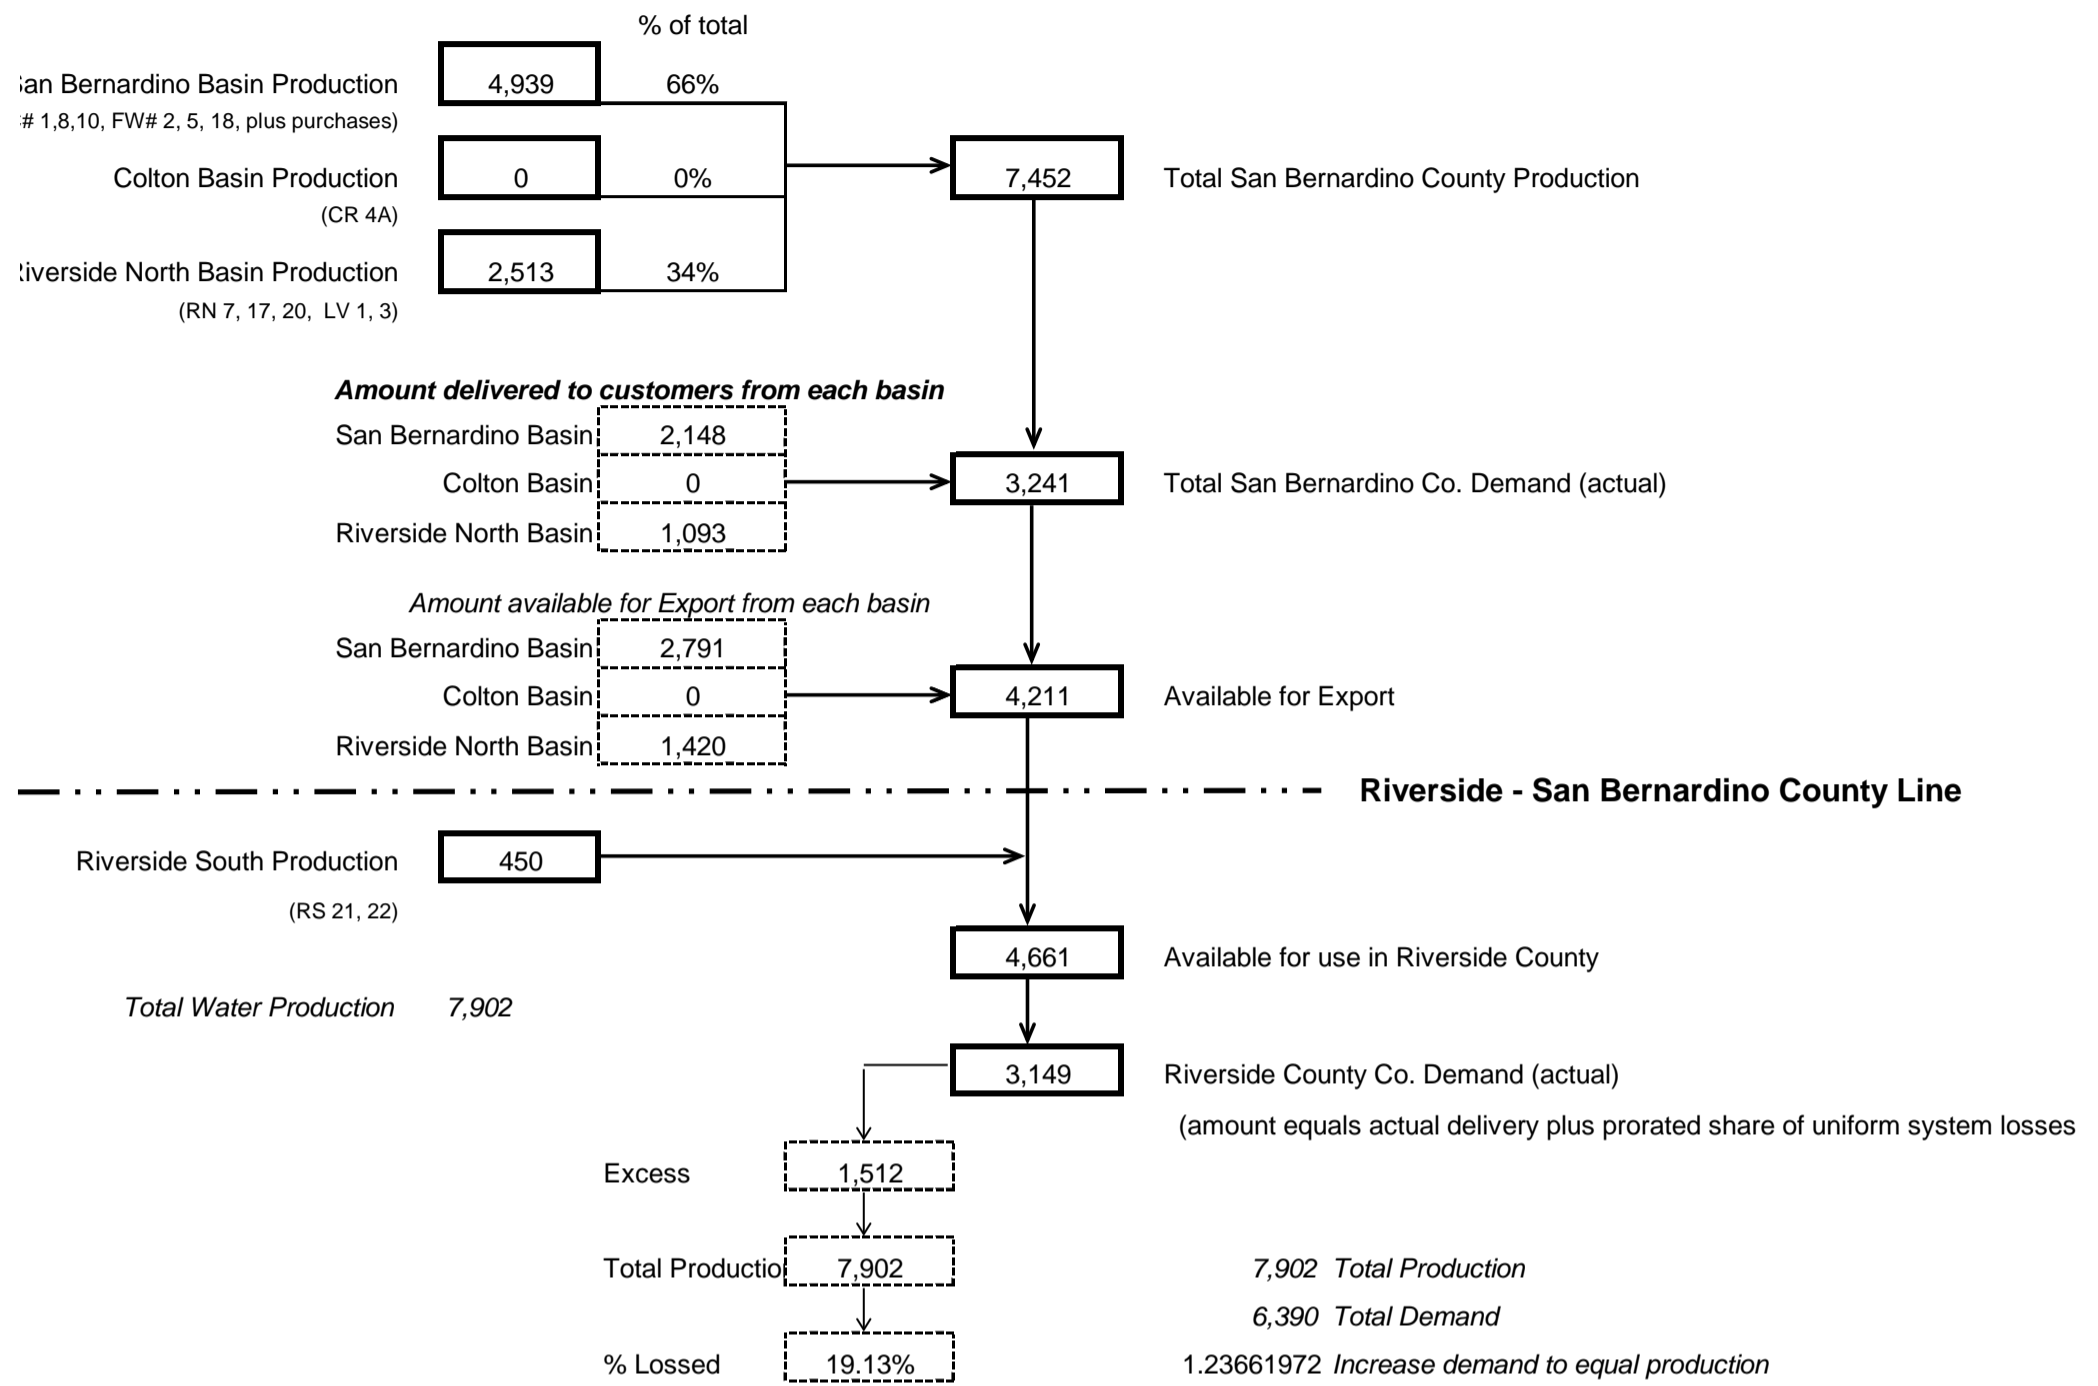 % of total
San Bernardino Basin Production 4,939 66%
# 1,8,10, FW# 2, 5, 18, plus purchases)
Colton Basin Production 0 0% 7,452 Total San Bernardino County Production
(CR 4A)
Riverside North Basin Production 2,513 34%
(RN 7, 17, 20, LV 1, 3)
Amount delivered to customers from each basin
San Bernardino Basin 2,148
Colton Basin 0 3,241 Total San Bernardino Co. Demand (actual)
Riverside North Basin 1,093
Amount available for Export from each basin
San Bernardino Basin 2,791
Colton Basin 0 4,211 Available for Export
Riverside North Basin 1,420
Riverside - San Bernardino County Line
Riverside South Production 450
(RS 21, 22)
4,661 Available for use in Riverside County
Total Water Production 7,902
3,149 Riverside County Co. Demand (actual)
(amount equals actual delivery plus prorated share of uniform system losses
Excess 1,512
Total Productio 7,902 7,902 Total Production
6,390 Total Demand
% Lossed 19.13% 1.23661972 Increase demand to equal production